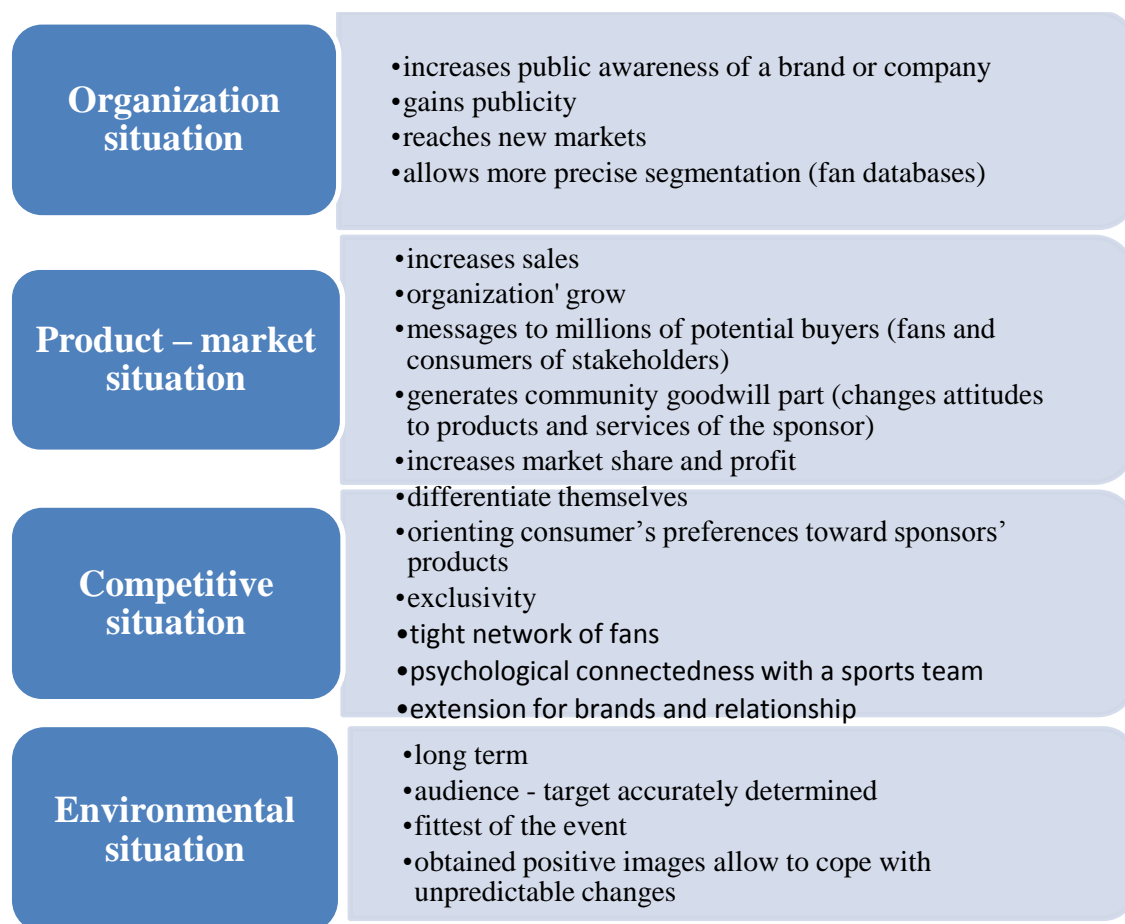 Organization
situation
•increases public awareness of a brand or company
•gains publicity
•reaches new markets
•allows more precise segmentation (fan databases)
Product – market
situation
•increases sales
•organization' grow
•messages to millions of potential buyers (fans and
consumers of stakeholders)
•generates community goodwill part (changes attitudes
to products and services of the sponsor)
•increases market share and profit
Competitive
situation
•differentiate themselves
•orienting consumer’s preferences toward sponsors’
products
•exclusivity
•tight network of fans
•psychological connectedness with a sports team
•extension for brands and relationship
Environmental
situation
•long term
•audience - target accurately determined
•fittest of the event
•obtained positive images allow to cope with
unpredictable changes